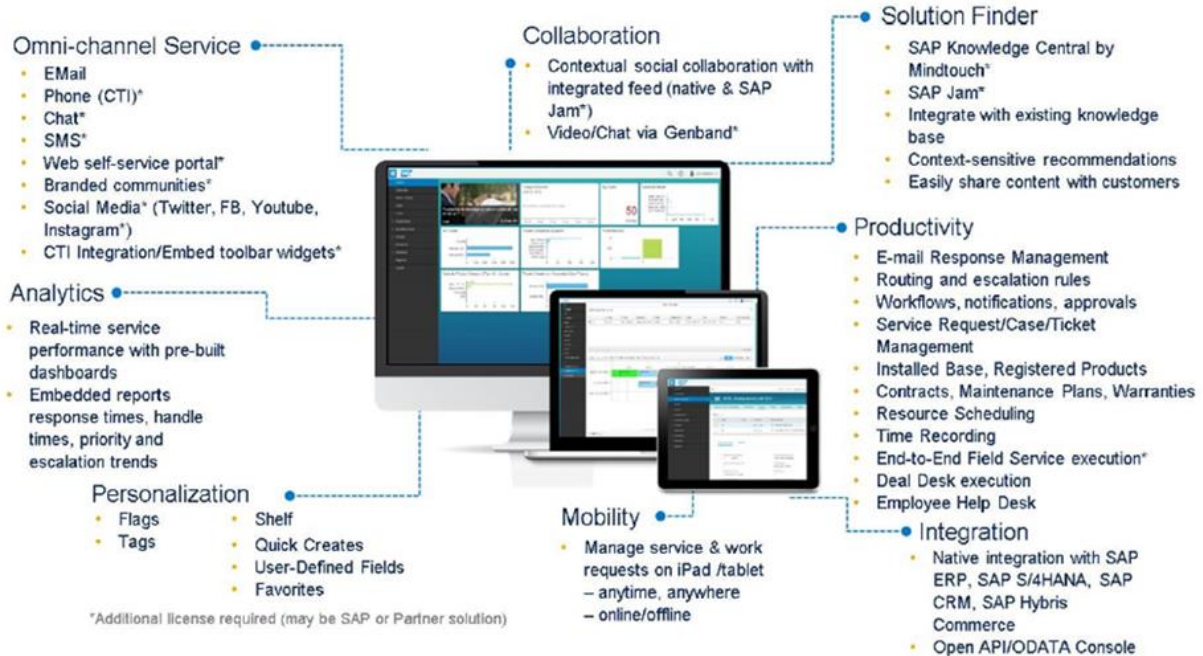 Omni-channel Service
EMail
Phone (CTI)*
Chat*
SMS*
Web self-service portal*
Branded communities*
Social Media* (Twitter, FB, Youtube,
Instagram*)
CTI Integration/Embed toolbar widgets*
Analytics
Real-time service
performance with pre-built
dashboards
Embedded reports
response times, handle
times, priority and
escalation trends
Personalization
Flags
Tags
Shelf
Quick Creates
User-Defined Fields
Favorites
*Additional license required (may be SAP or Partner solution)
Collaboration
Contextual social collaboration with
integrated feed (native & SAP
Jam*)
Video/Chat via Genband*
SAP
50
Mobility
Manage service & work
requests on iPad /tablet
– anytime, anywhere
– online/offline
Solution Finder
SAP Knowledge Central by
Mindtouch*
SAP Jam*
Integrate with existing knowledge
base
Context-sensitive recommendations
Easily share content with customers
Productivity
E-mail Response Management
Routing and escalation rules
Workflows, notifications, approvals
Service Request/Case/Ticket
Management
Installed Base, Registered Products
Contracts, Maintenance Plans, Warranties
Resource Scheduling
Time Recording
End-to-End Field Service execution*
Deal Desk execution
Employee Help Desk
Integration
Native integration with SAP
ERP, SAP S/4HANA, SAP
CRM, SAP Hybris
Commerce
Open API/ODATA Console